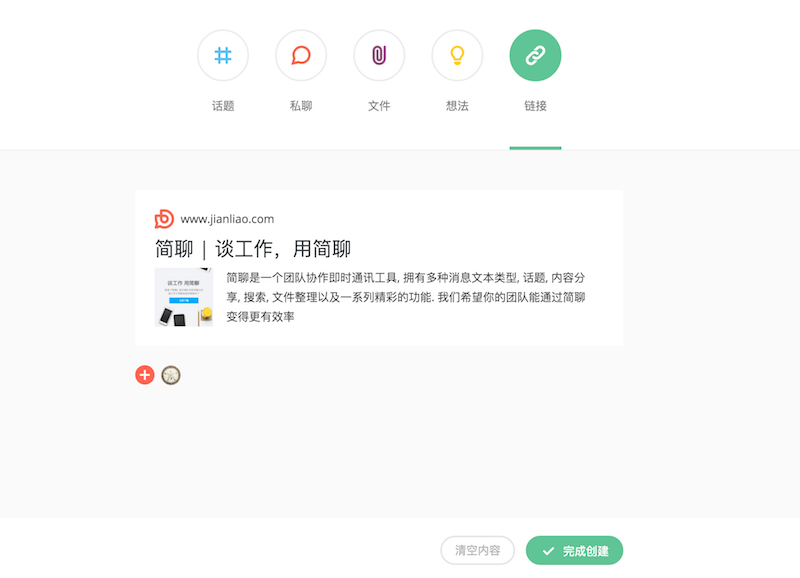 话题
私聊
文件
想法
链接
www.jianliao.com
简聊 | 谈工作，用简聊
谈工作 用简聊
简聊是一个团队协作即时通讯工具, 拥有多种消息文本类型, 话题, 内容分
享, 搜索, 文件整理以及一系列精彩的功能. 我们希望你的团队能通过简聊
变得更有效率
清空内容
完成创建